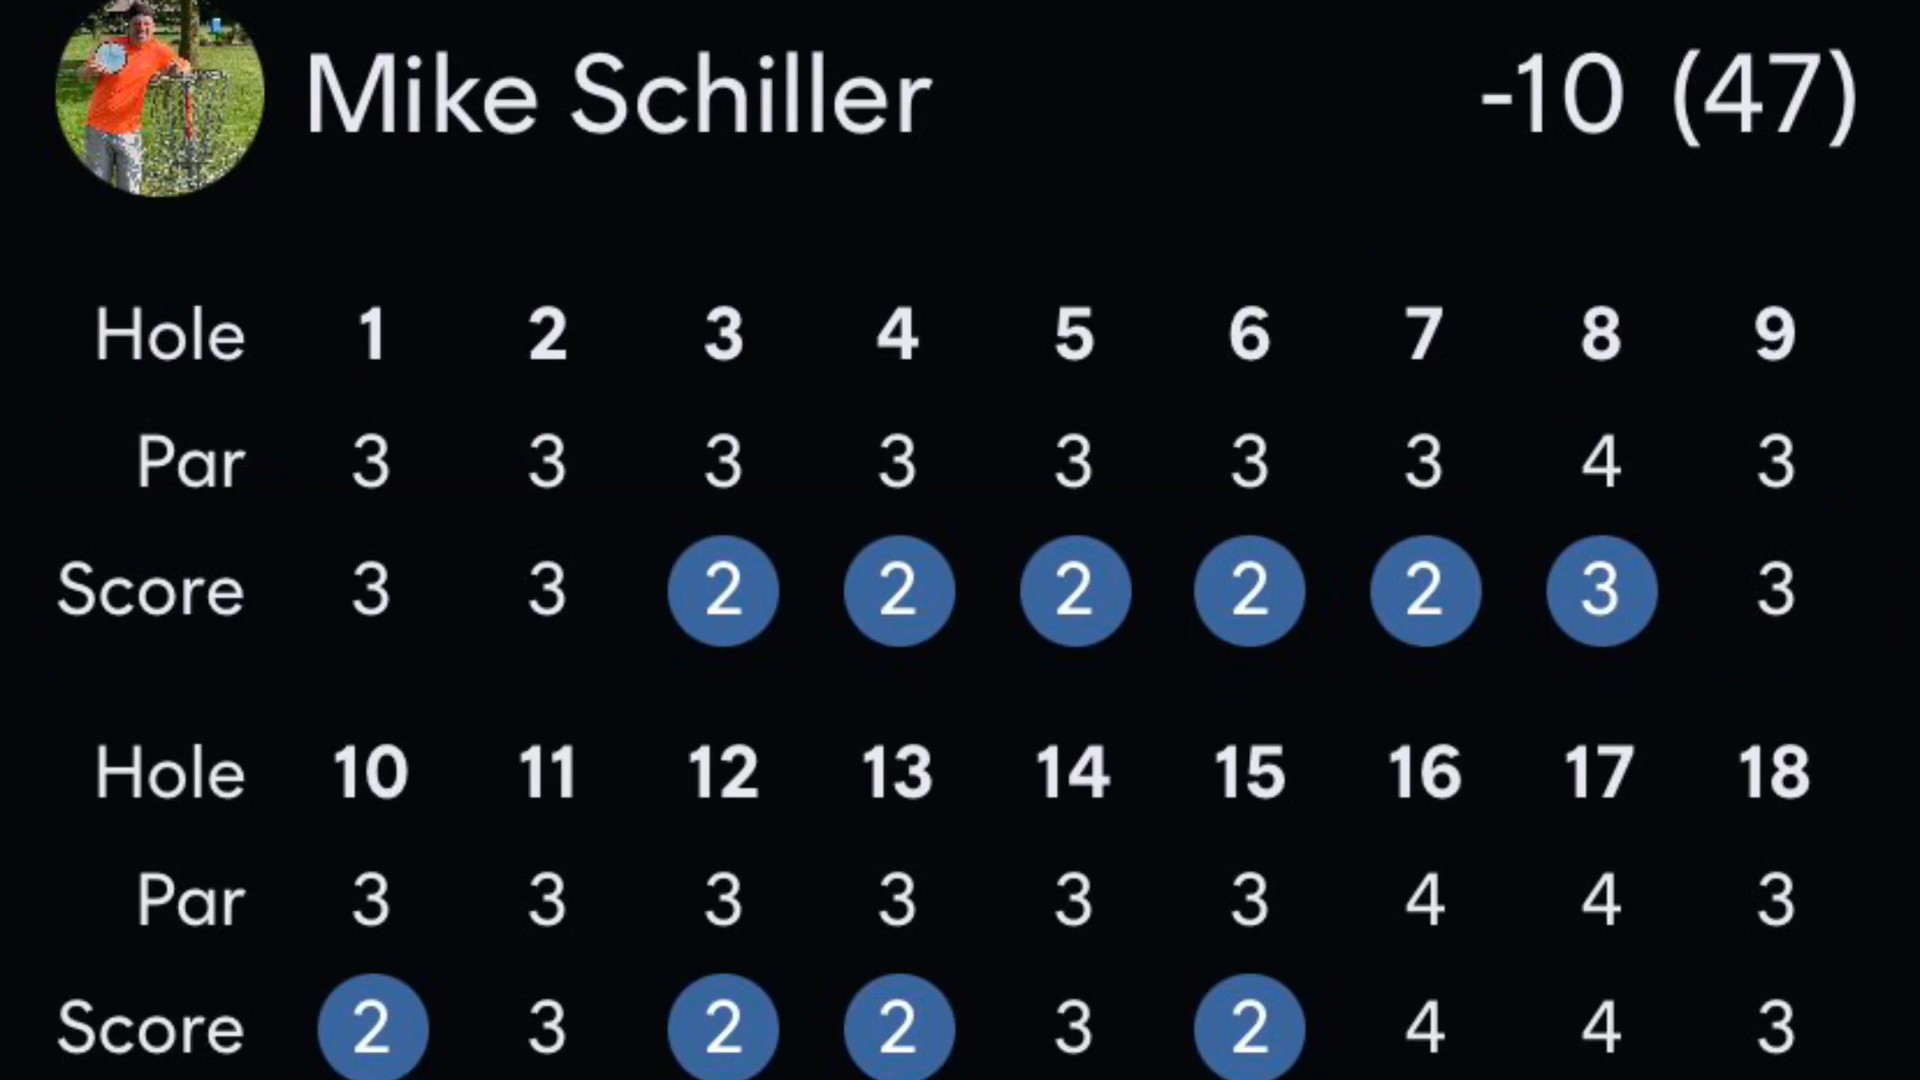 Mike Schiller -10 (47)
Hole 1 2 3 4 5 6 7 8 9
Par 3 3 3 3 3 3 3 4 3
Score 3 3 2 2 2 2 2 3 3
Hole 10 11 12 13 14 15 16 17 18
Par 3 3 3 3 3 3 4 4 3
Score 2 3 2 2 3 2 4 4 3